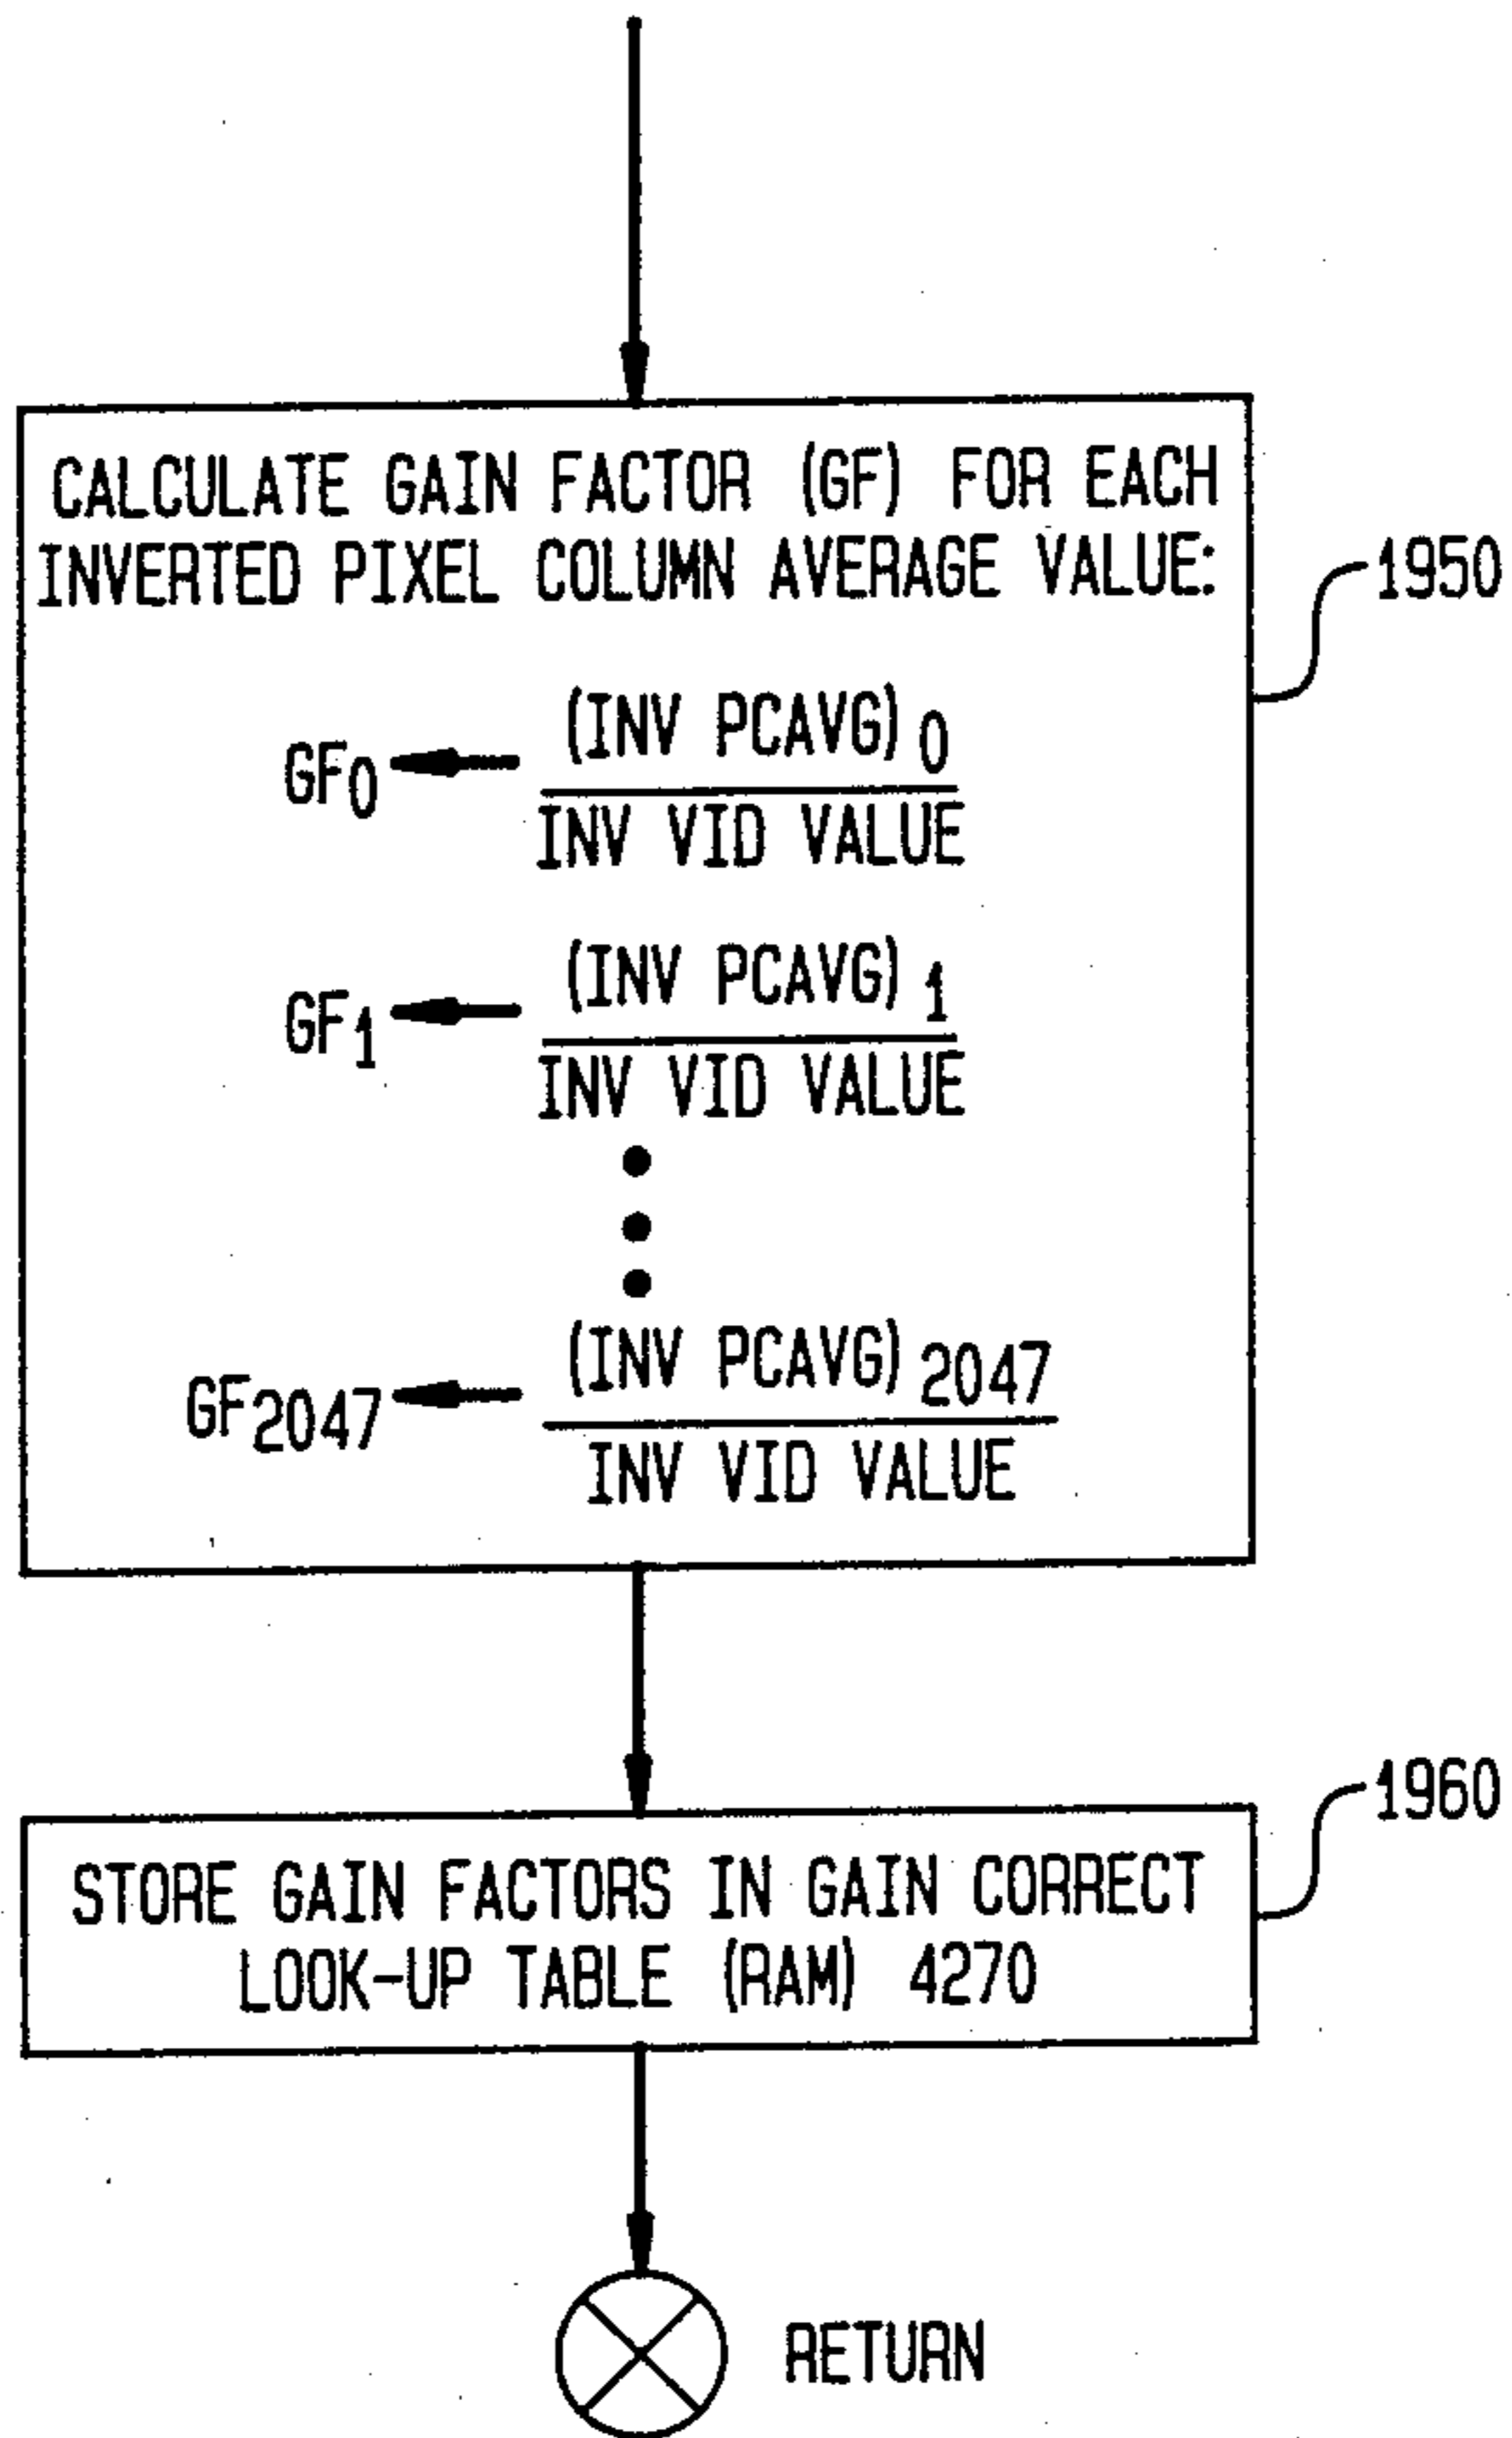 CALCULATE GAIN FACTOR (GF) FOR EACH
INVERTED PIXEL COLUMN AVERAGE VALUE:
1950
(INV PCAVG)0
GF0
INV VID VALUE
(INV PCAVG)1
GF1
INV VID VALUE
(INV PCAVG)2047
GF2047
INV VID VALUE
1960
STORE GAIN FACTORS IN GAIN CORRECT
LOOK-UP TABLE (RAM) 4270
RETURN